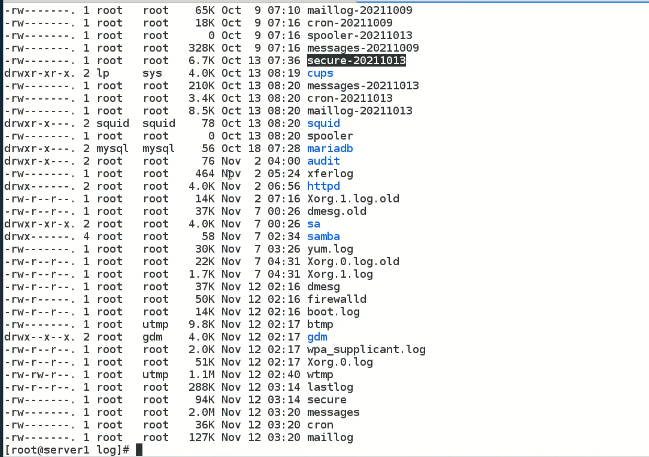 -rw-------. 1 root root 65K Oct 9 07:10 maillog-20211009
-rw-------. 1 root root 18K Oct 9 07:16 cron-20211009
-rw-------. 1 root root 0 Oct 9 07:16 spooler-20211013
-rw-------. 1 root root 328K Oct 9 07:16 messages-20211009
-rw-------. 1 root root 6.7K Oct 13 07:36 secure-20211013
drwxr-xr-x. 2 lp sys 4.0K Oct 13 08:19 cups
-rw-------. 1 root root 210K Oct 13 08:20 messages-20211013
-rw-------. 1 root root 3.4K Oct 13 08:20 cron-20211013
-rw-------. 1 root root 8.5K Oct 13 08:20 maillog-20211013
drwxr-x---. 2 squid squid 78 Oct 13 08:20 squid
-rw-------. 1 root root 0 Oct 13 08:20 spooler
drwxr-x---. 2 mysql mysql 56 Oct 18 07:28 mariadb
drwxr-x---. 2 root root 76 Nov 2 04:00 audit
-rw-------. 1 root root 464 Nov 2 05:24 xferlog
drwx------. 2 root root 4.0K Nov 2 06:56 httpd
-rw-r--r--. 1 root root 14K Nov 2 07:16 Xorg.1.log.old
-rw-r--r--. 1 root root 37K Nov 7 00:26 dmesg.old
drwxr-xr-x. 2 root root 4.0K Nov 7 00:26 sa
drwx------. 4 root root 58 Nov 7 02:34 samba
-rw-------. 1 root root 30K Nov 7 03:26 yum.log
-rw-r--r--. 1 root root 22K Nov 7 04:31 Xorg.0.log.old
-rw-r--r--. 1 root root 1.7K Nov 7 04:31 Xorg.1.log
-rw-r--r--. 1 root root 37K Nov 12 02:16 dmesg
-rw-r-----. 1 root root 50K Nov 12 02:16 firewalld
-rw-r--r--. 1 root root 14K Nov 12 02:16 boot.log
-rw-------. 1 root utmp 9.8K Nov 12 02:16 btmp
drwx--x--x. 2 root gdm 4.0K Nov 12 02:17 gdm
-rw-r--r--. 1 root root 2.0K Nov 12 02:17 wpa_supplicant.log
-rw-r--r--. 1 root root 51K Nov 12 02:17 Xorg.0.log
-rw-rw-r--. 1 root utmp 1.1M Nov 12 02:40 wtmp
-rw-r--r--. 1 root root 288K Nov 12 03:14 lastlog
-rw-------. 1 root root 94K Nov 12 03:14 secure
-rw-------. 1 root root 2.0M Nov 12 03:20 messages
-rw-------. 1 root root 36K Nov 12 03:20 cron
-rw-------. 1 root root 127K Nov 12 03:20 maillog
[root@server1 log]#